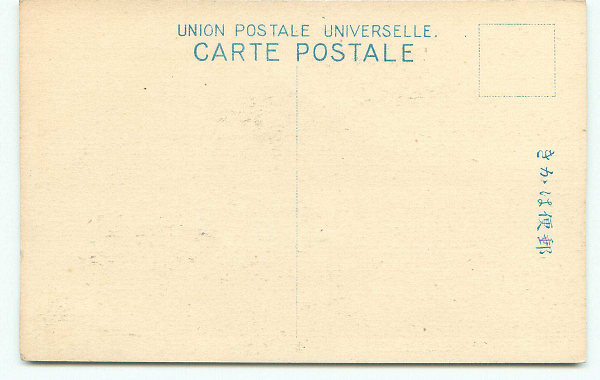 UNION POSTALE UNIVERSELLE.
CARTE POSTALE
きかは便郵